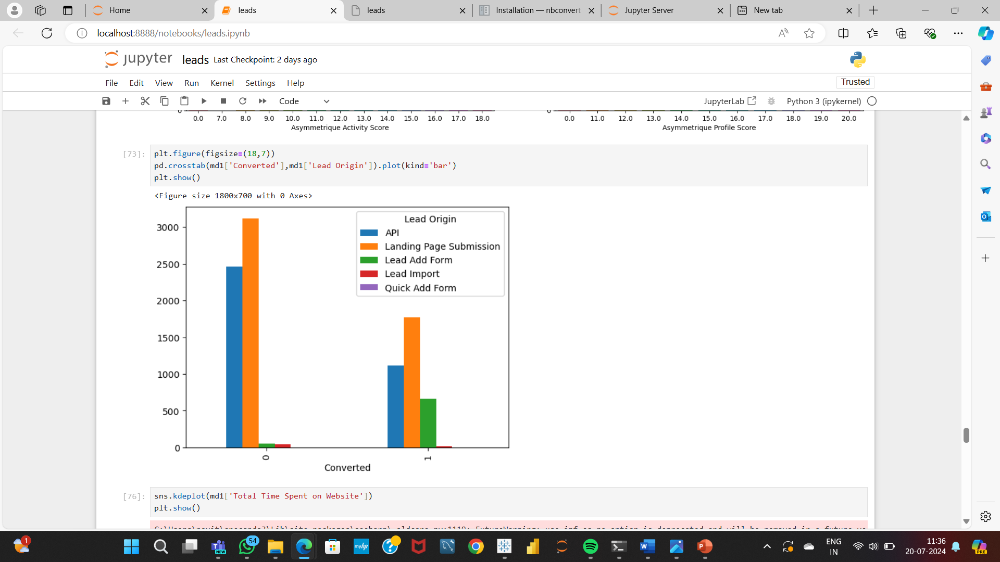 Home
leads
leads
Installation — nbconvert
Jupyter Server
New tab
localhost:8888/notebooks/leads.ipynb
jupyter leads Last Checkpoint: 2 days ago
File Edit View Run Kernel Settings Help
Trusted
Code
JupyterLab
Python 3 (ipykernel)
0
0.0 7.0 8.0 9.0 10.0 11.0 12.0 13.0 14.0 15.0 16.0 17.0 18.0
Asymmetrique Activity Score
0
0.0 11.0 12.0 13.0 14.0 15.0 16.0 17.0 18.0 19.0 20.0
Asymmetrique Profile Score
[73]:
plt.figure(figsize=(18,7))
pd.crosstab(md1['Converted'],md1['Lead Origin']).plot(kind='bar')
plt.show()
<Figure size 1800x700 with 0 Axes>
Lead Origin
API
Landing Page Submission
Lead Add Form
Lead Import
Quick Add Form
3000
2500
2000
1500
1000
500
0
0
1
Converted
[76]:
sns.kdeplot(md1['Total Time Spent on Website'])
plt.show()
1
NEW
54
myhp
ENG
IN
11:36
20-07-2024
PRE